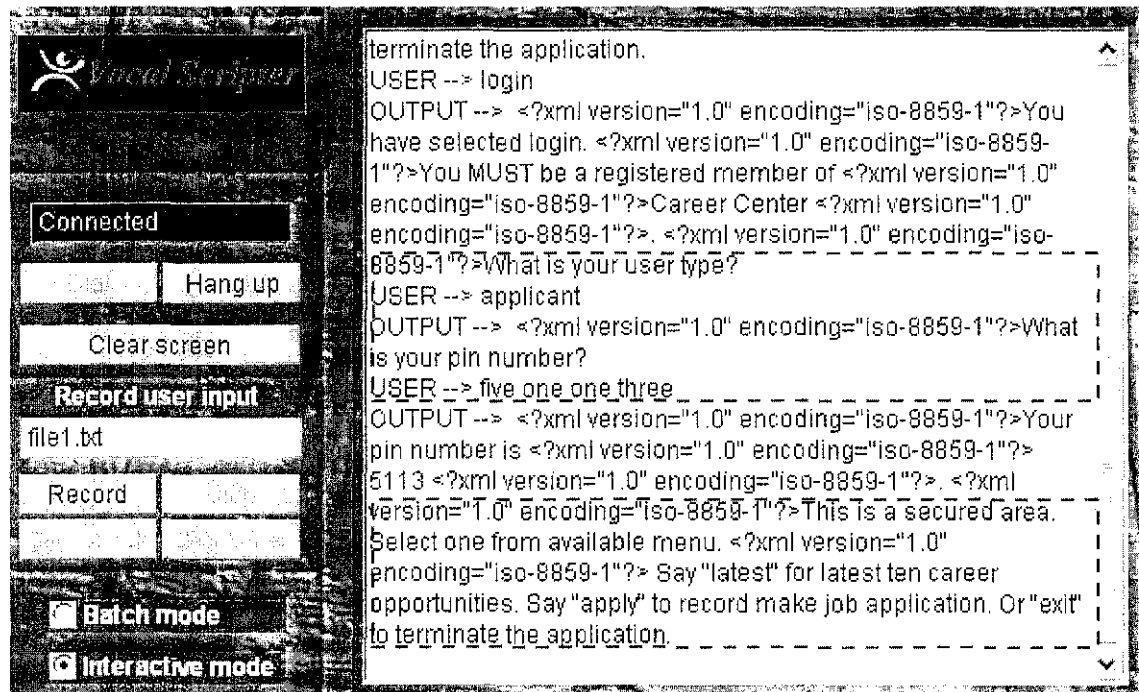 Vocal Scripter
Connected
Hang up
Clear screen
Record user input
file1.txt
Record
Batch mode
Interactive mode
terminate the application.
USER --> login
OUTPUT --> <?xml version="1.0" encoding="iso-8859-1"?>You
have selected login. <?xml version="1.0" encoding="iso-8859-
1"?>You MUST be a registered member of <?xml version="1.0"
encoding="iso-8859-1"?>Career Center <?xml version="1.0"
encoding="iso-8859-1"?>. <?xml version="1.0" encoding="iso-
8859-1"?>What is your user type?
USER --> applicant
OUTPUT --> <?xml version="1.0" encoding="iso-8859-1"?>What
is your pin number?
USER --> five one one three
OUTPUT --> <?xml version="1.0" encoding="iso-8859-1"?>Your
pin number is <?xml version="1.0" encoding="iso-8859-1"?>
5113 <?xml version="1.0" encoding="iso-8859-1"?>. <?xml
version="1.0" encoding="iso-8859-1"?>This is a secured area.
Select one from available menu. <?xml version="1.0"
encoding="iso-8859-1"?> Say "latest" for latest ten career
opportunities. Say "apply" to record make job application. Or "exit"
to terminate the application.